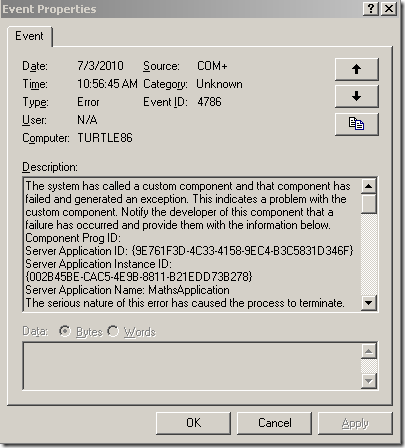 Event Properties
Event
Date: 7/3/2010 Source: COM+
Time: 10:56:45 AM Category: Unknown
Type: Error Event ID: 4786
User: N/A
Computer: TURTLE86
Description:
The system has called a custom component and that component has
failed and generated an exception. This indicates a problem with the
custom component. Notify the developer of this component that a
failure has occurred and provide them with the information below.
Component Prog ID:
Server Application ID: {9E761F3D-4C33-4158-9EC4-B3C5831D346F}
Server Application Instance ID:
{002B45BE-CAC5-4E9B-8811-B21EDD73B278}
Server Application Name: MathsApplication
The serious nature of this error has caused the process to terminate.
Data: Bytes Words
OK Cancel Apply